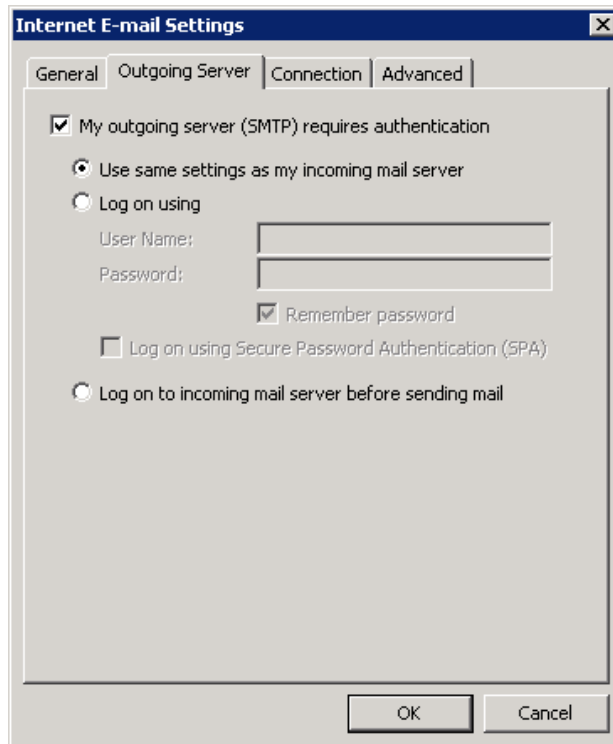 Internet E-mail Settings
General Outgoing Server Connection Advanced
My outgoing server (SMTP) requires authentication
Use same settings as my incoming mail server
Log on using
User Name:
Password:
Remember password
Log on using Secure Password Authentication (SPA)
Log on to incoming mail server before sending mail
OK Cancel